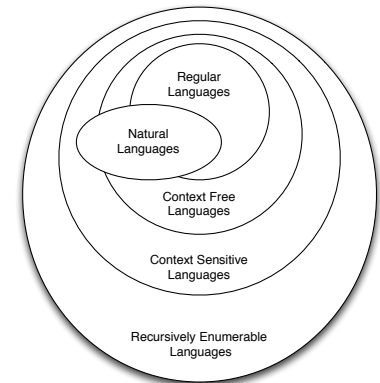 Regular
Languages
Natural
Languages
Context Free
Languages
Context Sensitive
Languages
Recursively Enumerable
Languages